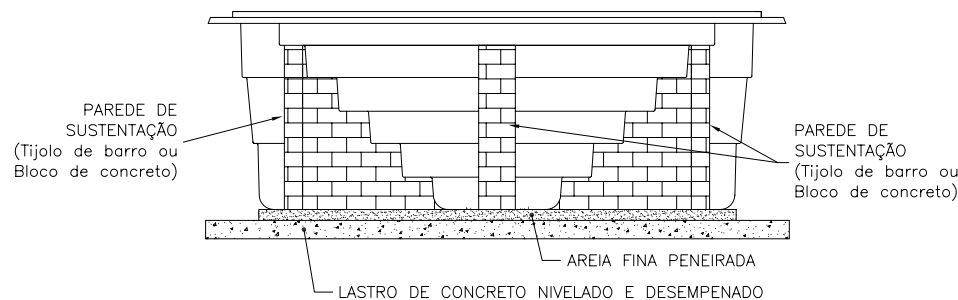 PAREDE DE
SUSTENTAÇÃO
(Tijolo de barro ou
Bloco de concreto)
PAREDE DE
SUSTENTAÇÃO
(Tijolo de barro ou
Bloco de concreto)
AREIA FINA PENEIRADA
LASTRO DE CONCRETO NIVELADO E DESEMPENADO